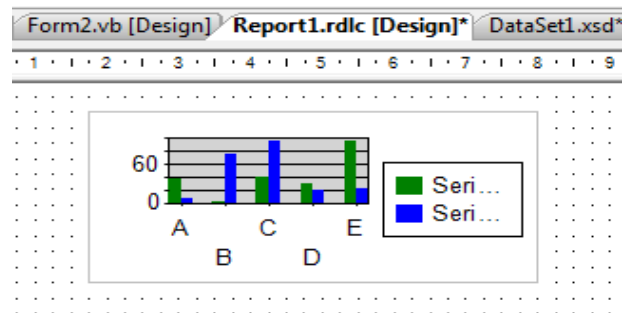 Form2.vb [Design] Report1.rdlc [Design]* DataSet1.xsd*
1 2 3 4 5 6 7 8 9
60
0
A C E
B D
Seri...
Seri...